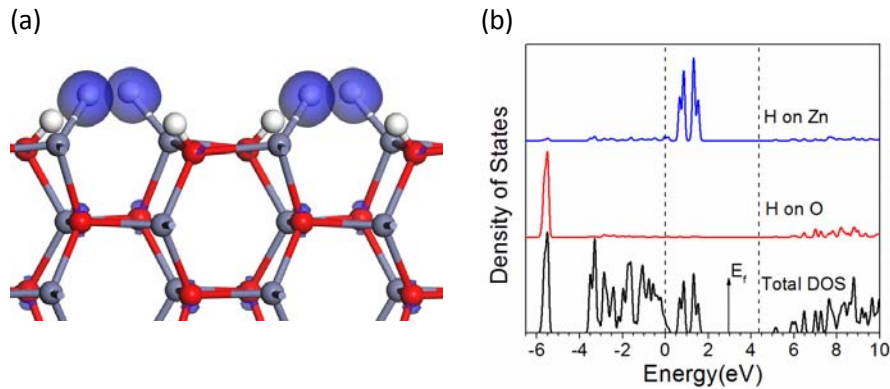 (a)
(b)
H on Zn
H on O
E_f
Total DOS
Density of States
-6 -4 -2 0 2 4 6 8 10
Energy(eV)